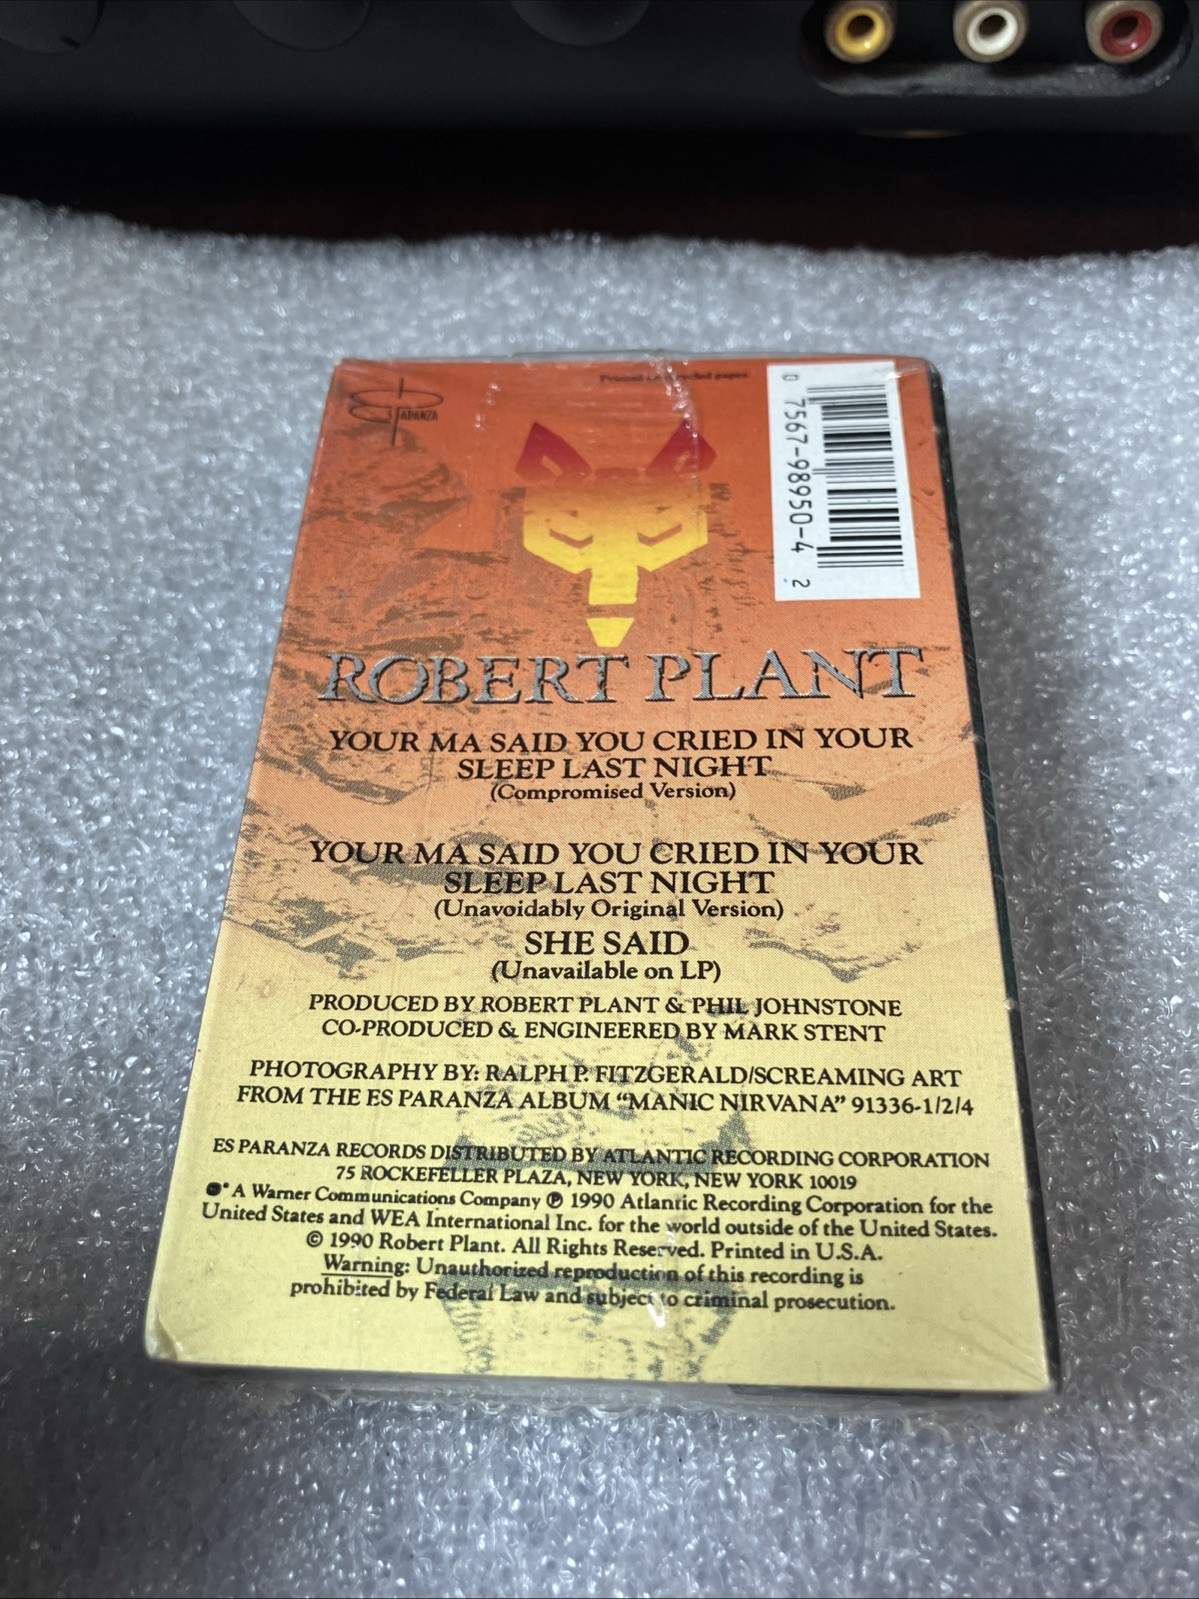 ES PARANZA
Printed on recycled paper.
0 7567-98950-4 2
ROBERT PLANT
YOUR MA SAID YOU CRIED IN YOUR
SLEEP LAST NIGHT
(Compromised Version)
YOUR MA SAID YOU CRIED IN YOUR
SLEEP LAST NIGHT
(Unavoidably Original Version)
SHE SAID
(Unavailable on LP)
PRODUCED BY ROBERT PLANT & PHIL JOHNSTONE
CO-PRODUCED & ENGINEERED BY MARK STENT
PHOTOGRAPHY BY: RALPH P. FITZGERALD/SCREAMING ART
FROM THE ES PARANZA ALBUM “MANIC NIRVANA” 91336-1/2/4
ES PARANZA RECORDS DISTRIBUTED BY ATLANTIC RECORDING CORPORATION
75 ROCKEFELLER PLAZA, NEW YORK, NEW YORK 10019
A Warner Communications Company ℗ 1990 Atlantic Recording Corporation for the
United States and WEA International Inc. for the world outside of the United States.
© 1990 Robert Plant. All Rights Reserved. Printed in U.S.A.
Warning: Unauthorized reproduction of this recording is
prohibited by Federal Law and subject to criminal prosecution.